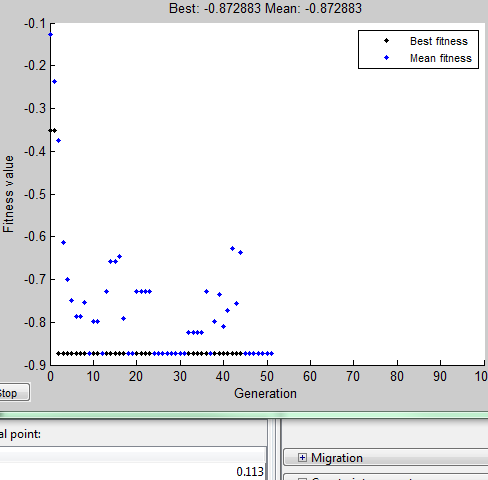 Best: -0.872883 Mean: -0.872883
-0.1
-0.2
-0.3
-0.4
-0.5
-0.6
-0.7
-0.8
-0.9
Fitness value
Best fitness
Mean fitness
0 10 20 30 40 50 60 70 80 90 100
Generation
Stop
al point:
0.113
Migration